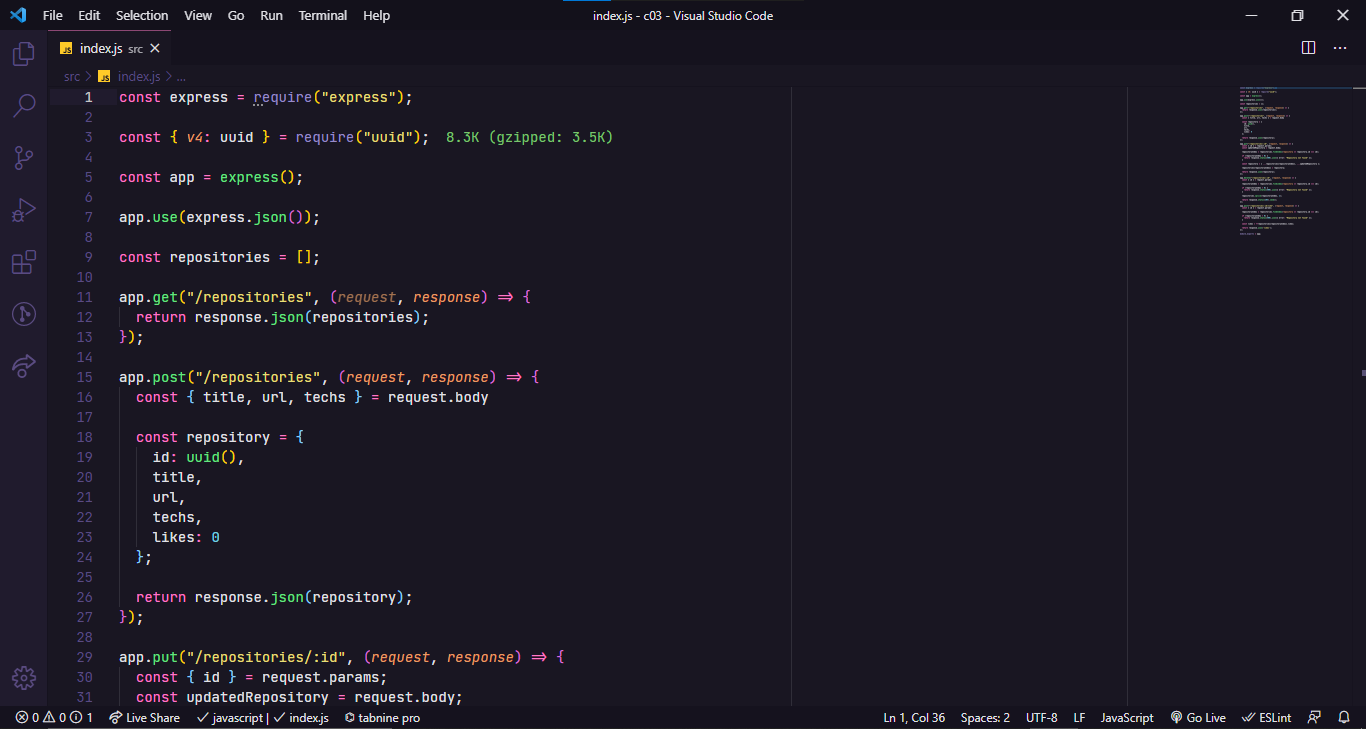 File Edit Selection View Go Run Terminal Help index.js - c03 - Visual Studio Code
JS index.js src
src > JS index.js > ...
1 const express = require("express");
2
3 const { v4: uuid } = require("uuid"); 8.3K (gzipped: 3.5K)
4
5 const app = express();
6
7 app.use(express.json());
8
9 const repositories = [];
10
11 app.get("/repositories", (request, response) => {
12 return response.json(repositories);
13 });
14
15 app.post("/repositories", (request, response) => {
16 const { title, url, techs } = request.body
17
18 const repository = {
19 id: uuid(),
20 title,
21 url,
22 techs,
23 likes: 0
24 };
25
26 return response.json(repository);
27 });
28
29 app.put("/repositories/:id", (request, response) => {
30 const { id } = request.params;
31 const updatedRepository = request.body;
0 0 1 Live Share javascript | index.js tabnine pro Ln 1, Col 36 Spaces: 2 UTF-8 LF JavaScript Go Live ESLint